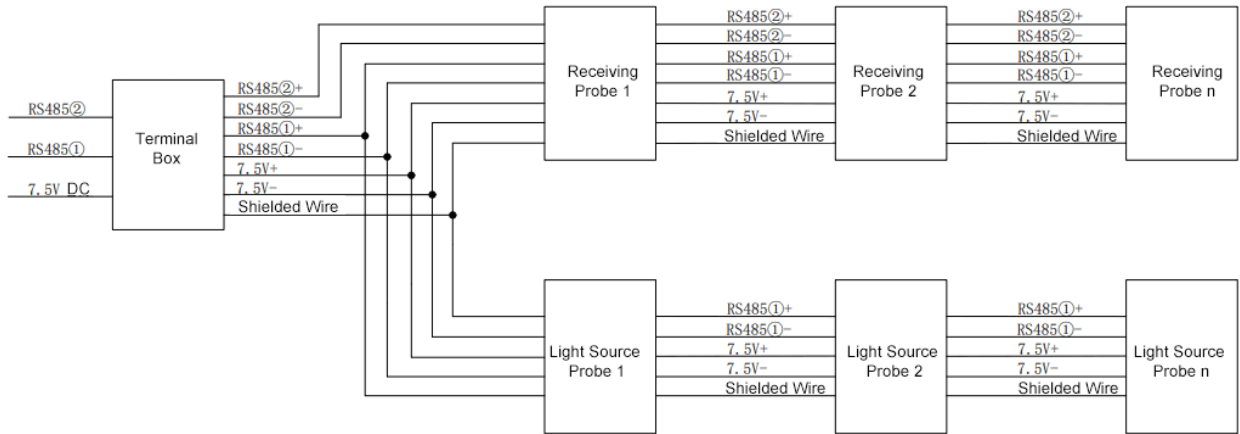 RS485②
RS485①
7.5V DC
Terminal
Box
RS485②+
RS485②-
RS485①+
RS485①-
7.5V+
7.5V-
Shielded Wire
Receiving
Probe 1
RS485②+
RS485②-
RS485①+
RS485①-
7.5V+
7.5V-
Shielded Wire
Receiving
Probe 2
RS485②+
RS485②-
RS485①+
RS485①-
7.5V+
7.5V-
Shielded Wire
Receiving
Probe n
Light Source
Probe 1
RS485①+
RS485①-
7.5V+
7.5V-
Shielded Wire
Light Source
Probe 2
RS485①+
RS485①-
7.5V+
7.5V-
Shielded Wire
Light Source
Probe n